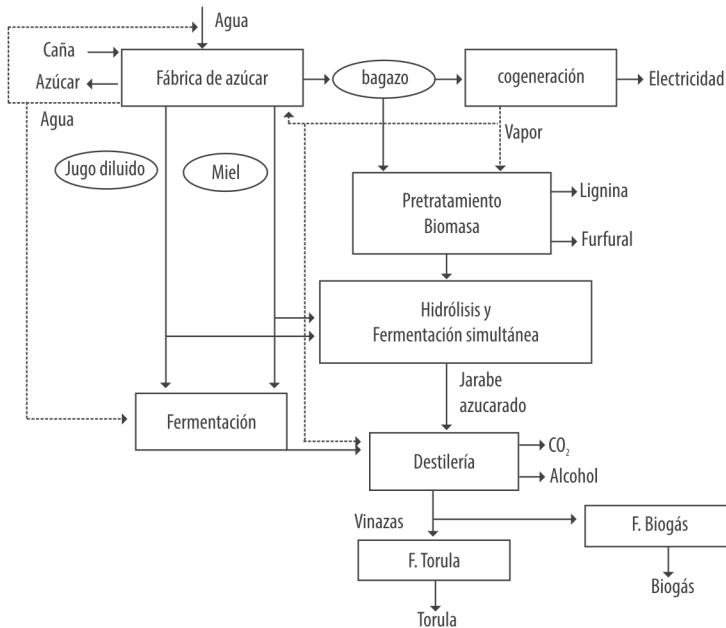 Agua
Caña
Azúcar
Fábrica de azúcar
bagazo
cogeneración
Electricidad
Agua
Vapor
Jugo diluido
Miel
Pretratamiento
Biomasa
Lignina
Furfural
Hidrólisis y
Fermentación simultánea
Jarabe
azucarado
Fermentación
Destilería
CO₂
Alcohol
Vinazas
F. Biogás
F. Torula
Biogás
Torula